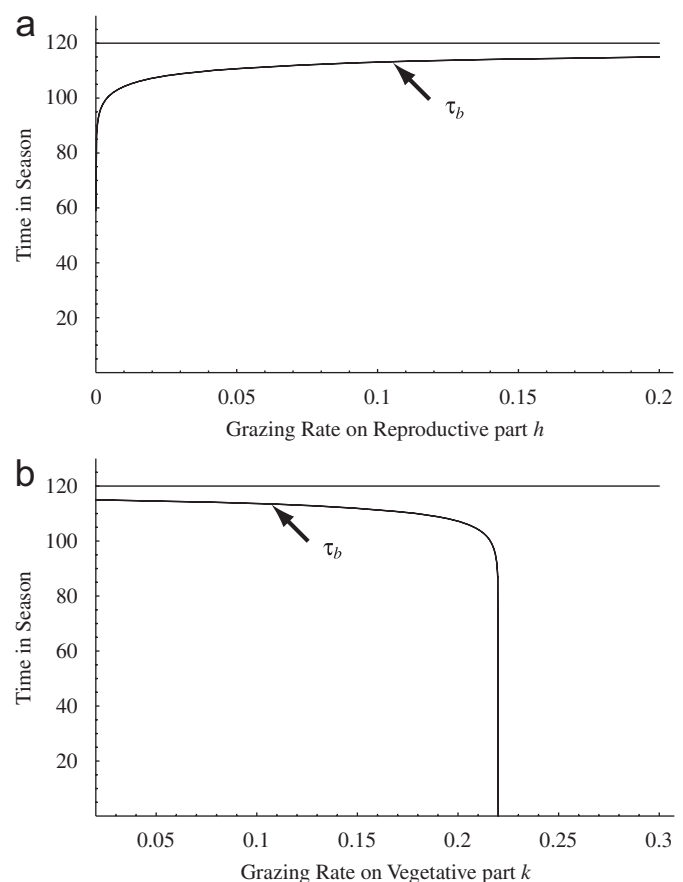 a
120
100
80
60
40
20
Time in Season
τb
0 0.05 0.1 0.15 0.2
Grazing Rate on Reproductive part h
b
120
100
80
60
40
20
Time in Season
τb
0.05 0.1 0.15 0.2 0.25 0.3
Grazing Rate on Vegetative part k